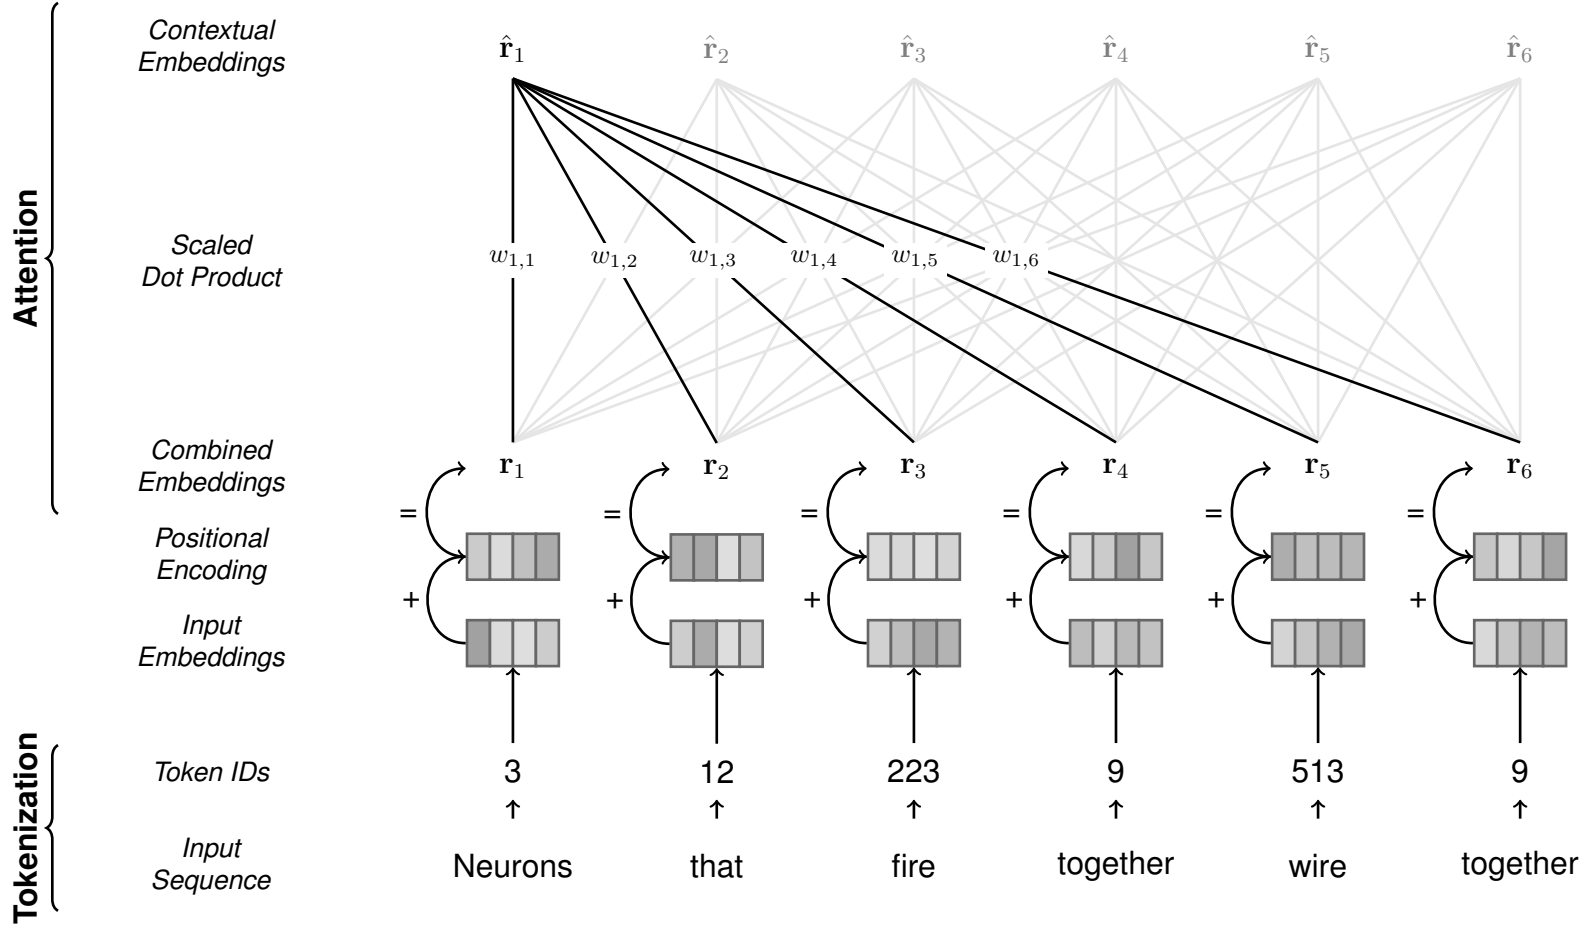 Attention
Contextual
Embeddings
r̂1 r̂2 r̂3 r̂4 r̂5 r̂6
Scaled
Dot Product
w1,1 w1,2 w1,3 w1,4 w1,5 w1,6
Combined
Embeddings
r1 r2 r3 r4 r5 r6
= = = = = =
Positional
Encoding
+ + + + + +
Input
Embeddings
Tokenization
Token IDs
3 12 223 9 513 9
Input
Sequence
Neurons that fire together wire together